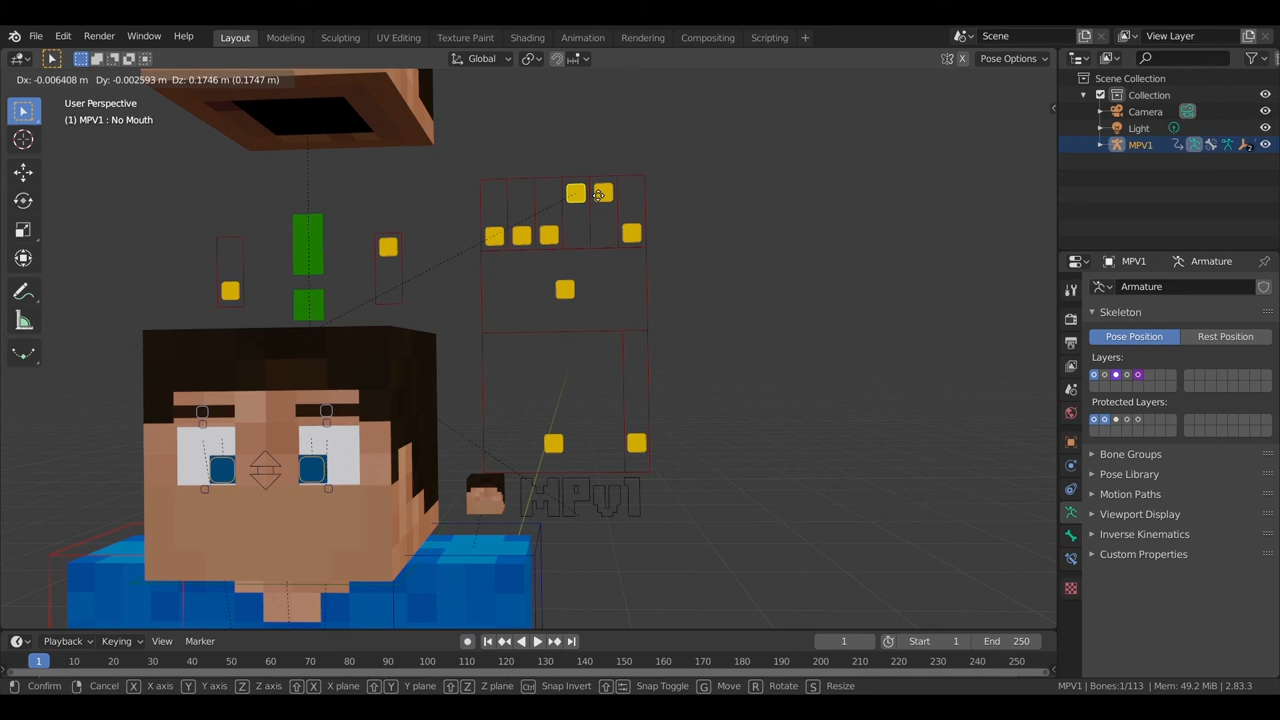 File Edit Render Window Help Layout Modeling Sculpting UV Editing Texture Paint Shading Animation Rendering Compositing Scripting + Scene View Layer
Global X Pose Options
Dx: -0.006408 m Dy: -0.002593 m Dz: 0.1746 m (0.1747 m)
User Perspective
(1) MPV1 : No Mouth
MPv1
Scene Collection
Collection
Camera
Light
MPV1 2
MPV1 Armature
Armature
Skeleton
Pose Position Rest Position
Layers:
Protected Layers:
Bone Groups
Pose Library
Motion Paths
Viewport Display
Inverse Kinematics
Custom Properties
Playback Keying View Marker 1 Start 1 End 250
1 10 20 30 40 50 60 70 80 90 100 110 120 130 140 150 160 170 180 190 200 210 220 230 240 250
Confirm Cancel X X axis Y Y axis Z Z axis X X plane Y Y plane Z Z plane Ctrl Snap Invert Snap Toggle G Move R Rotate S Resize MPV1 | Bones:1/113 | Mem: 49.2 MiB | 2.83.3